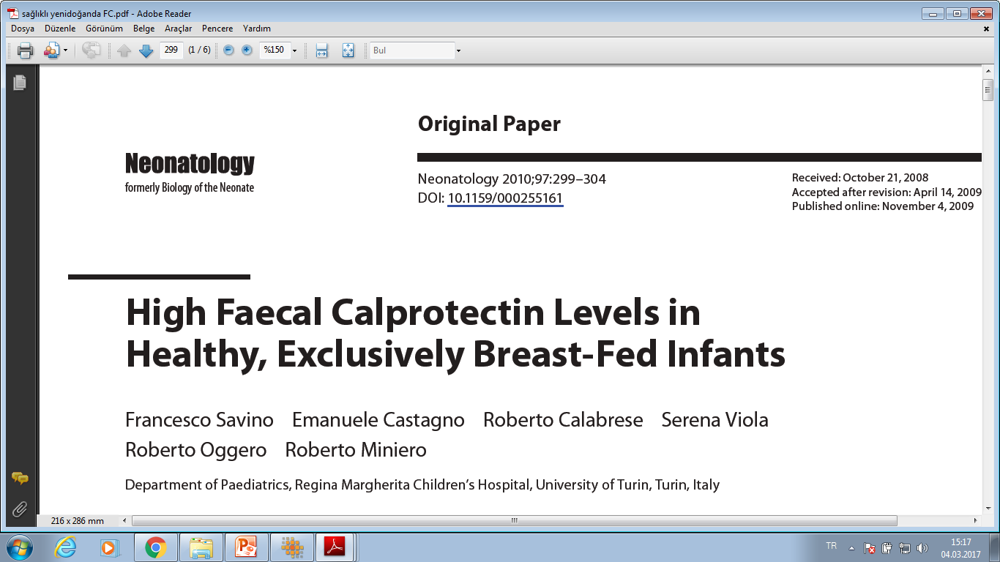 sağlıklı yenidoğanda FC.pdf - Adobe Reader
Dosya Düzenle Görünüm Belge Araçlar Pencere Yardım
299 (1 / 6) %150 Bul
Original Paper
Neonatology
formerly Biology of the Neonate
Neonatology 2010;97:299–304
DOI: 10.1159/000255161
Received: October 21, 2008
Accepted after revision: April 14, 2009
Published online: November 4, 2009
High Faecal Calprotectin Levels in
Healthy, Exclusively Breast-Fed Infants
Francesco Savino Emanuele Castagno Roberto Calabrese Serena Viola
Roberto Oggero Roberto Miniero
Department of Paediatrics, Regina Margherita Children’s Hospital, University of Turin, Turin, Italy
216 x 286 mm
TR
15:17
04.03.2017